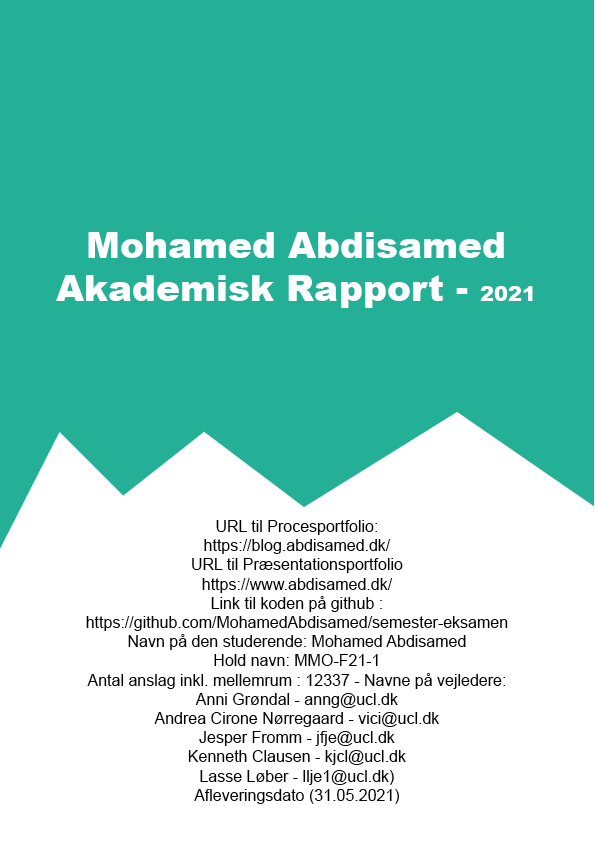 Mohamed Abdisamed
Akademisk Rapport - 2021
URL til Procesportfolio:
https://blog.abdisamed.dk/
URL til Præsentationsportfolio
https://www.abdisamed.dk/
Link til koden på github :
https://github.com/MohamedAbdisamed/semester-eksamen
Navn på den studerende: Mohamed Abdisamed
Hold navn: MMO-F21-1
Antal anslag inkl. mellemrum : 12337 - Navne på vejledere:
Anni Grøndal - anng@ucl.dk
Andrea Cirone Nørregaard - vici@ucl.dk
Jesper Fromm - jfje@ucl.dk
Kenneth Clausen - kjcl@ucl.dk
Lasse Løber - llje1@ucl.dk)
Afleveringsdato (31.05.2021)